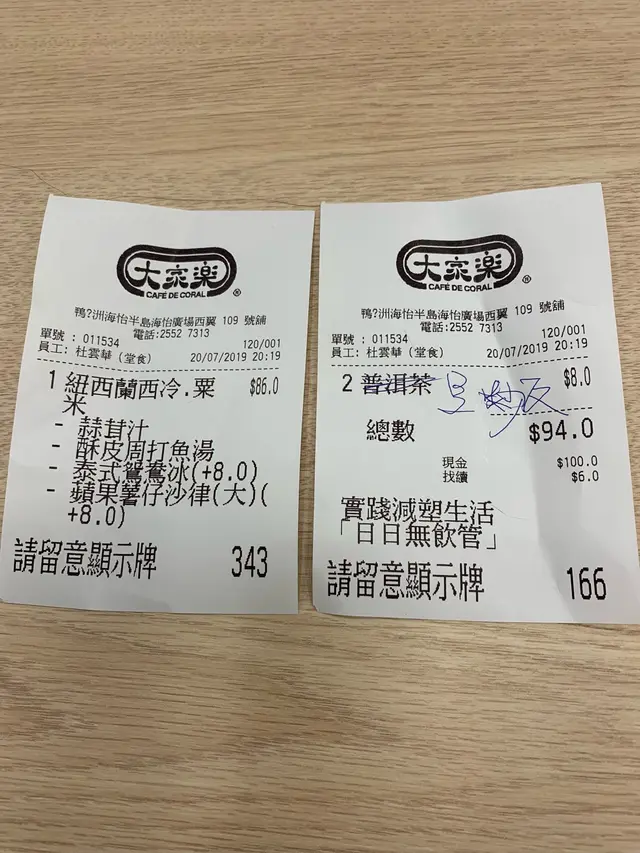 大家樂
CAFÉ DE CORAL®
鴨?洲海怡半島海怡廣場西翼 109 號舖
電話:2552 7313
單號 : 011534 120/001
員工: 杜雲華 (堂食) 20/07/2019 20:19
1 紐西蘭西冷.粟 $86.0
米
- 蒜茸汁
- 酥皮周打魚湯
- 泰式鴛鴦冰(+8.0)
- 蘋果薯仔沙律(大)(
+8.0)
請留意顯示牌 343
大家樂
CAFÉ DE CORAL®
鴨?洲海怡半島海怡廣場西翼 109 號舖
電話:2552 7313
單號 : 011534 120/001
員工: 杜雲華 (堂食) 20/07/2019 20:19
2 普洱茶 $8.0
總數 $94.0
現金 $100.0
找續 $6.0
實踐減塑生活
「日日無飲管」
請留意顯示牌 166